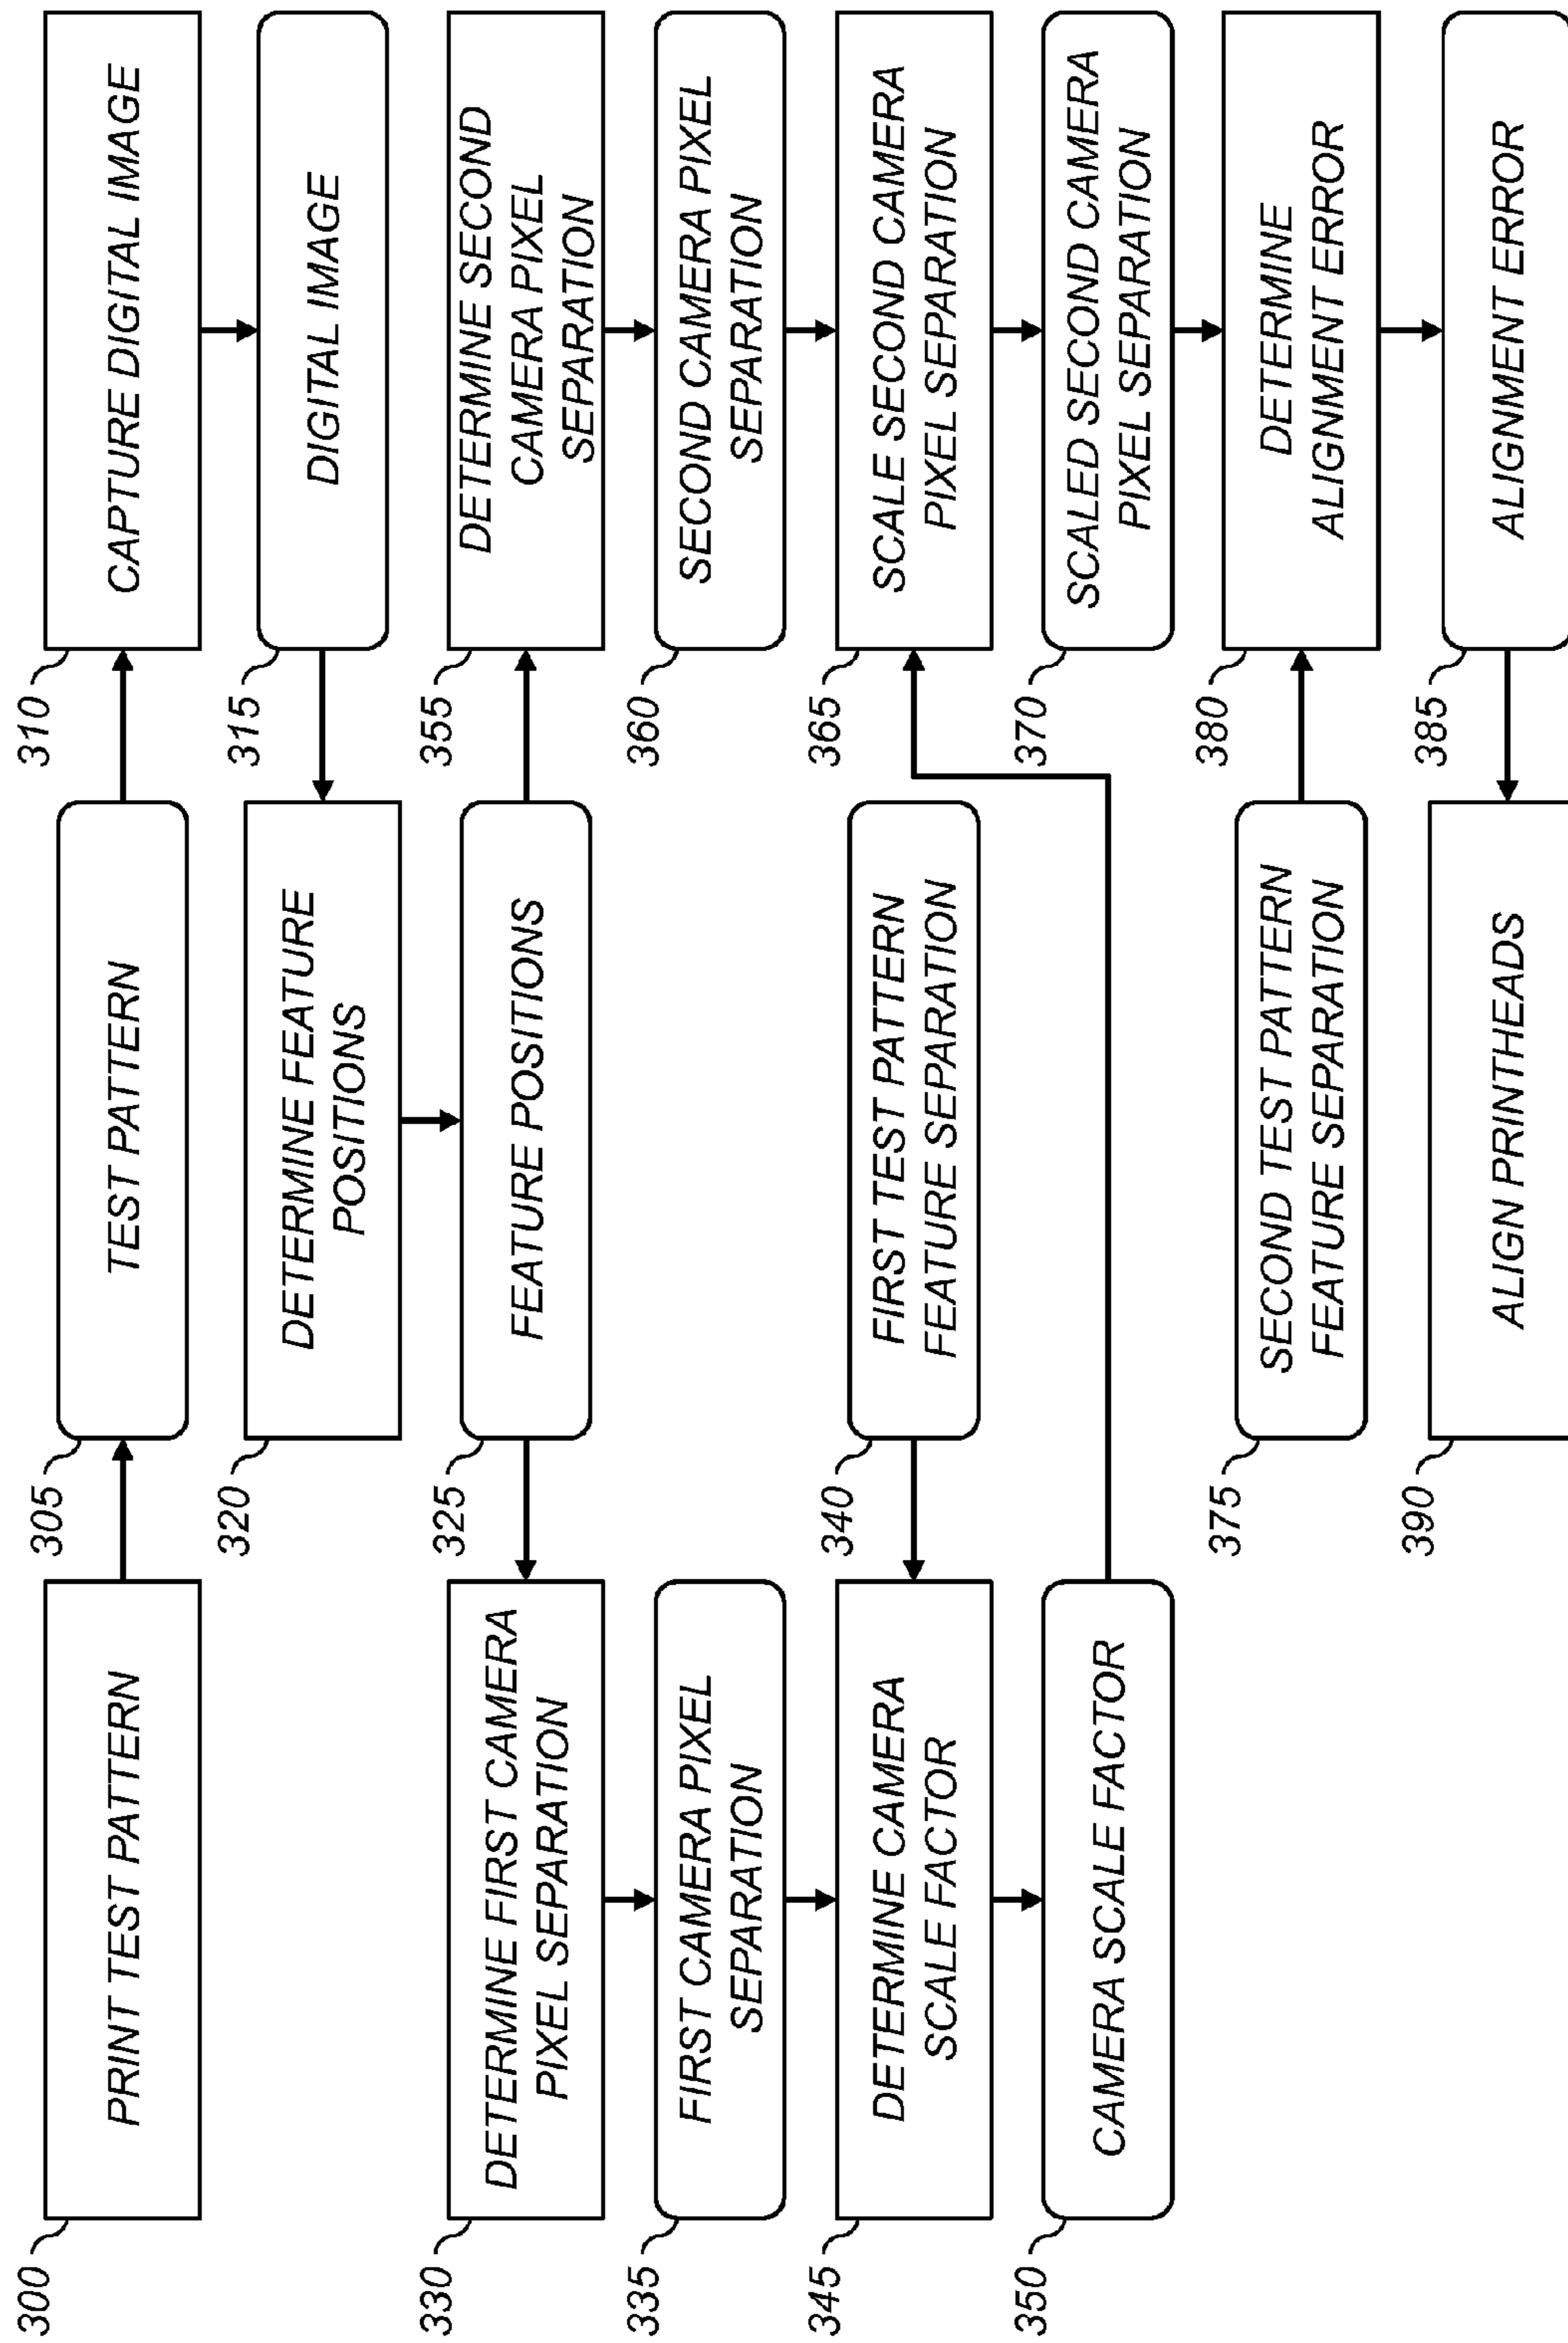 300
PRINT TEST PATTERN
305
TEST PATTERN
310
CAPTURE DIGITAL IMAGE
315
DIGITAL IMAGE
320
DETERMINE FEATURE
POSITIONS
325
FEATURE POSITIONS
330
DETERMINE FIRST CAMERA
PIXEL SEPARATION
335
FIRST CAMERA PIXEL
SEPARATION
340
FIRST TEST PATTERN
FEATURE SEPARATION
345
DETERMINE CAMERA
SCALE FACTOR
350
CAMERA SCALE FACTOR
355
DETERMINE SECOND
CAMERA PIXEL
SEPARATION
360
SECOND CAMERA PIXEL
SEPARATION
365
SCALE SECOND CAMERA
PIXEL SEPARATION
370
SCALED SECOND CAMERA
PIXEL SEPARATION
375
SECOND TEST PATTERN
FEATURE SEPARATION
380
DETERMINE
ALIGNMENT ERROR
385
ALIGNMENT ERROR
390
ALIGN PRINTHEADS